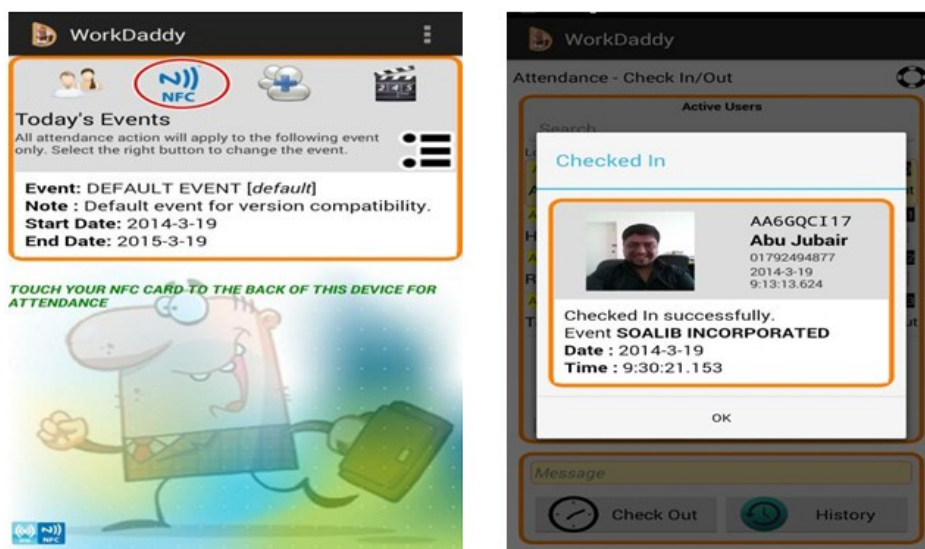 WorkDaddy
NFC
Today's Events
All attendance action will apply to the following event
only. Select the right button to change the event.
Event: DEFAULT EVENT [default]
Note : Default event for version compatibility.
Start Date: 2014-3-19
End Date: 2015-3-19
TOUCH YOUR NFC CARD TO THE BACK OF THIS DEVICE FOR
ATTENDANCE
NFC
WorkDaddy
Attendance - Check In/Out
Active Users
Search
Checked In
AA6GQCI17
Abu Jubair
01792494877
2014-3-19
9:13:13.624
Checked In successfully.
Event SOALIB INCORPORATED
Date : 2014-3-19
Time : 9:30:21.153
OK
Message
Check Out
History